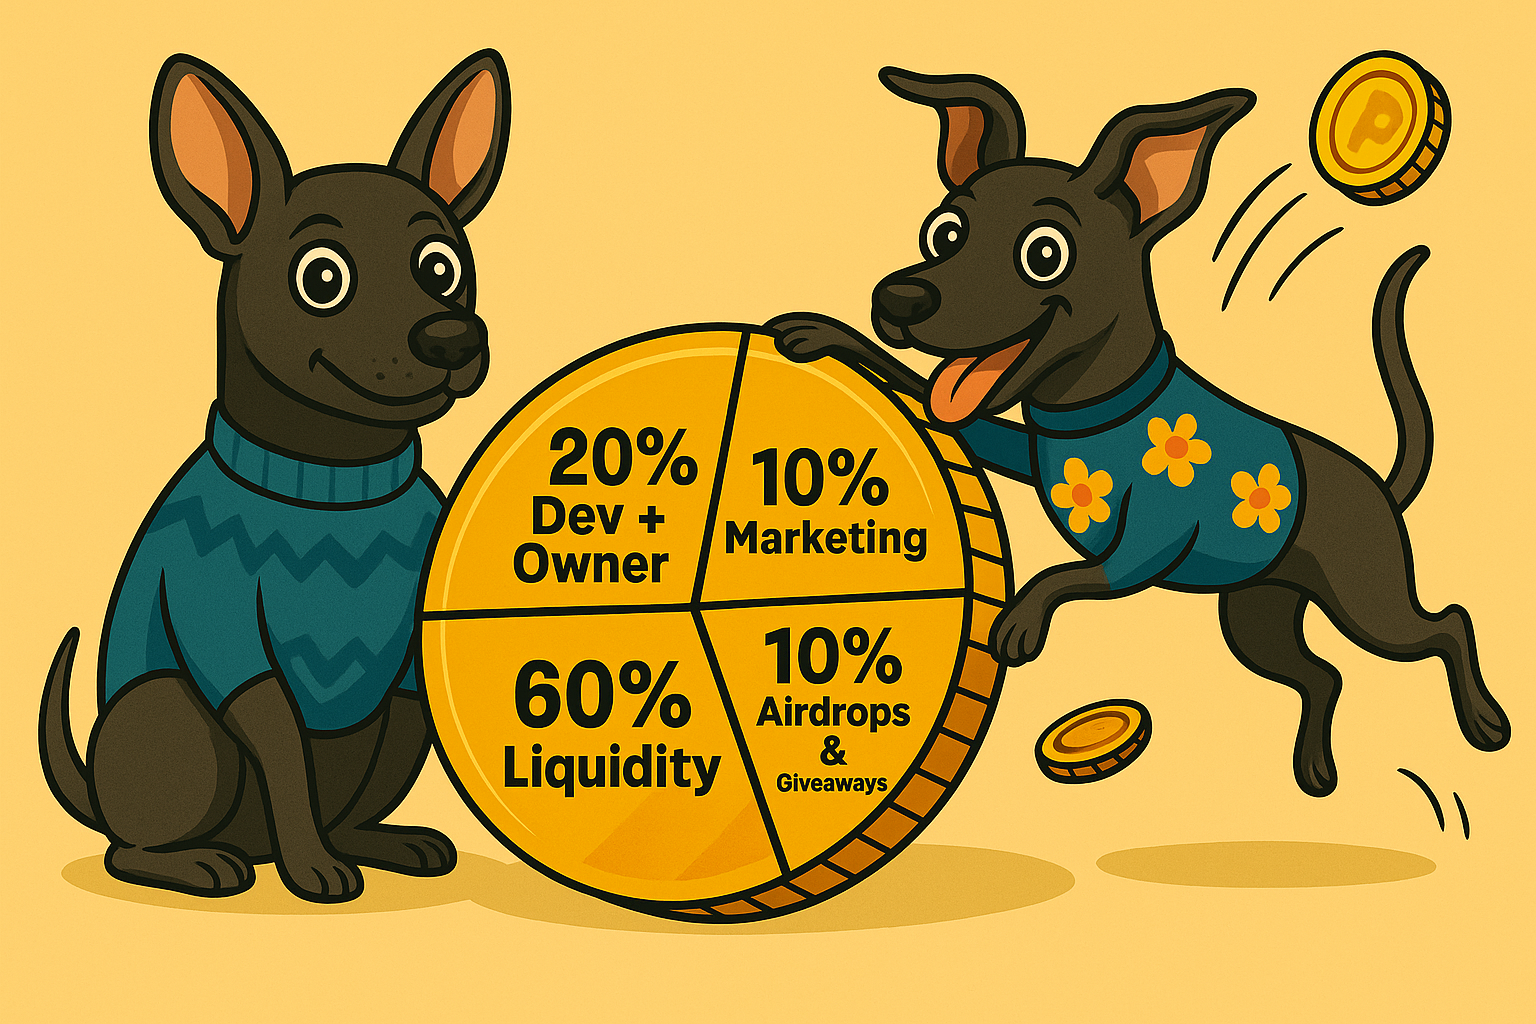 20%
Dev +
Owner
10%
Marketing
60%
Liquidity
10%
Airdrops
&
Giveaways
P